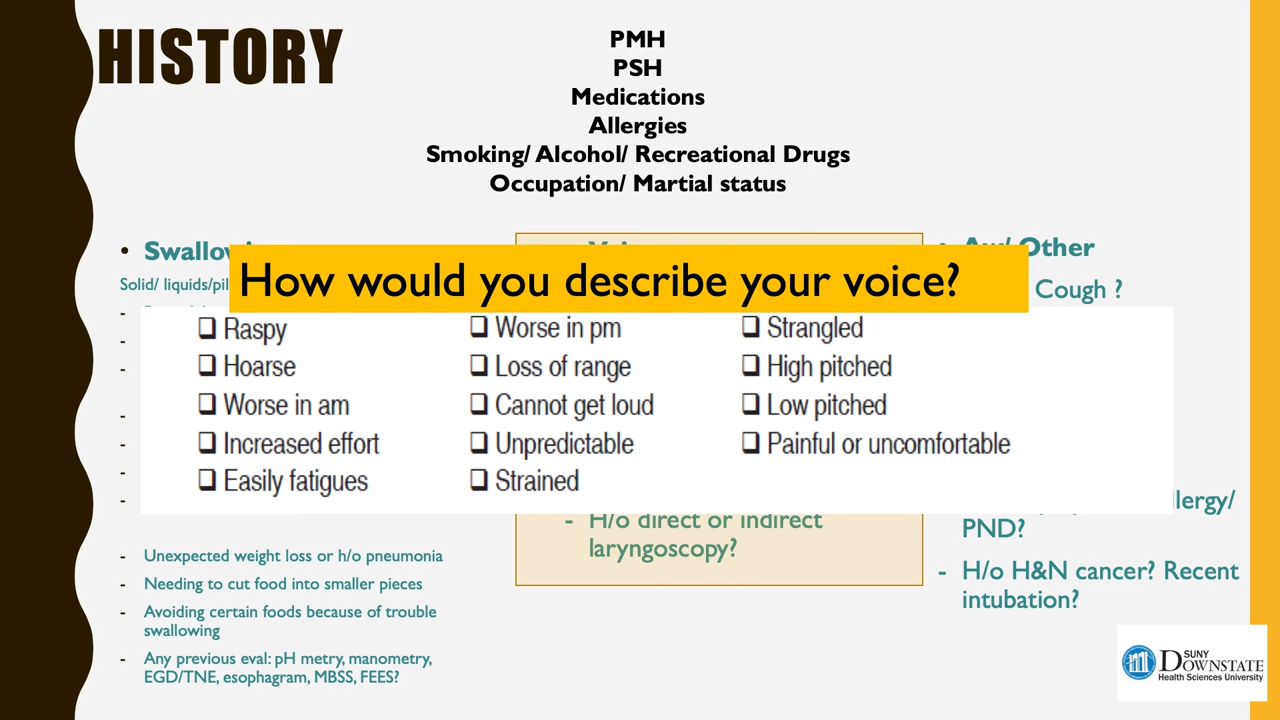 HISTORY
PMH
PSH
Medications
Allergies
Smoking/ Alcohol/ Recreational Drugs
Occupation/ Martial status
How would you describe your voice?
Raspy
Hoarse
Worse in am
Increased effort
Easily fatigues
Worse in pm
Loss of range
Cannot get loud
Unpredictable
Strained
Strangled
High pitched
Low pitched
Painful or uncomfortable
Solid/ liquids/
- Unexpected weight loss or h/o pneumonia
- Needing to cut food into smaller pieces
- Avoiding certain foods because of trouble
swallowing
- Any previous eval: pH metry, manometry,
EGD/TNE, esophagram, MBSS, FEES?
- H/o direct or indirect
laryngoscopy?
Other
Cough ?
PND?
- H/o H&N cancer? Recent
intubation?
SUNY
DOWNSTATE
Health Sciences University